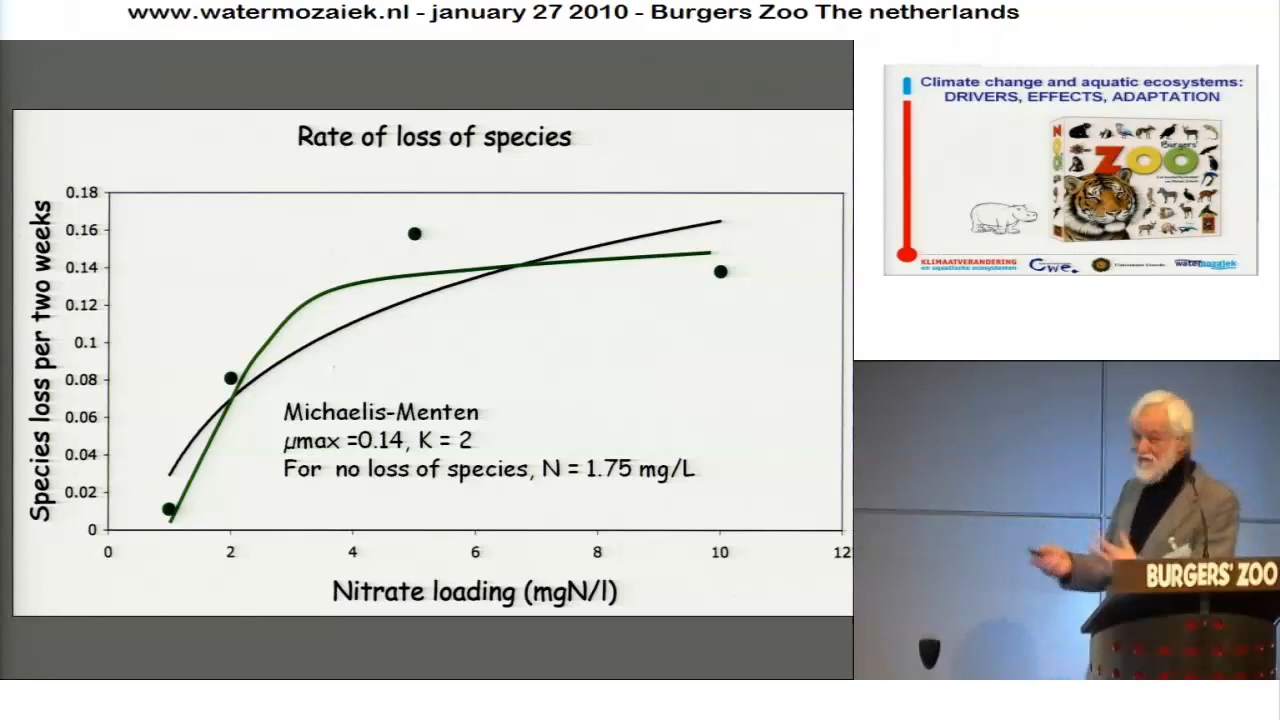 www.watermozaiek.nl - january 27 2010 - Burgers Zoo The netherlands
Rate of loss of species
Species loss per two weeks
0.18
0.16
0.14
0.12
0.1
0.08
0.06
0.04
0.02
0
Michaelis-Menten
µmax =0.14, K = 2
For no loss of species, N = 1.75 mg/L
0 2 4 6 8 10 12
Nitrate loading (mgN/l)
Climate change and aquatic ecosystems:
DRIVERS, EFFECTS, ADAPTATION
Burgers'
ZOO
KLIMAATVERANDERING
en aquatische ecosystemen
Cwe.
watermozaiek
BURGERS' ZOO